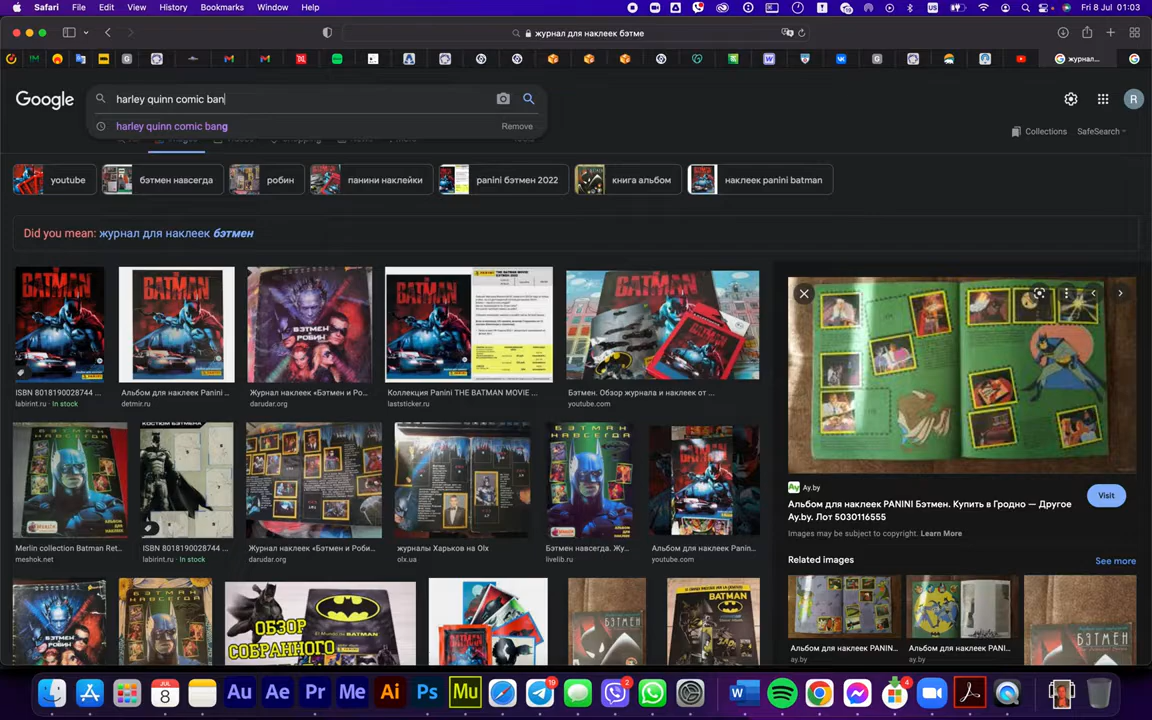 Safari File Edit View History Bookmarks Window Help Fri 8 Jul 01:03
журнал для наклеек бэтме
журнал...
Google
harley quinn comic ban
harley quinn comic bang Remove
Collections SafeSearch
youtube бэтмен навсегда робин панини наклейки panini бэтмен 2022 книга альбом наклеек panini batman
Did you mean: журнал для наклеек бэтмен
ISBN 8018190028744 ...
labirint.ru · In stock
Альбом для наклеек Panini ...
detmir.ru
Журнал наклеек «Бэтмен и Ро...
darudar.org
Коллекция Panini THE BATMAN MOVIE ...
laststicker.ru
Бэтмен. Обзор журнала и наклеек от ...
youtube.com
BATMAN
BATMAN
БЭТМЕН
РОБИН
BATMAN
Merlin collection Batman Ret...
meshok.net
ISBN 8018190028744 ...
labirint.ru · In stock
Журнал наклеек «Бэтмен и Роби...
darudar.org
журналы Харьков на Olx
olx.ua
Бэтмен навсегда. Жу...
livelib.ru
Альбом для наклеек Panin...
youtube.com
ОБЗОР
СОБРАННОГО
BATMAN
БЭТМЕН
Ay.by
Visit
Альбом для наклеек PANINI Бэтмен. Купить в Гродно — Другое
Ay.by. Лот 5030116555
Images may be subject to copyright. Learn More
Related images See more
Альбом для наклеек PANIN...
ay.by
Альбом для наклеек PANI...
ay.by
БЭТМЕН
JUL
8
Au Ae Pr Me Ai Ps Mu
19
2
4